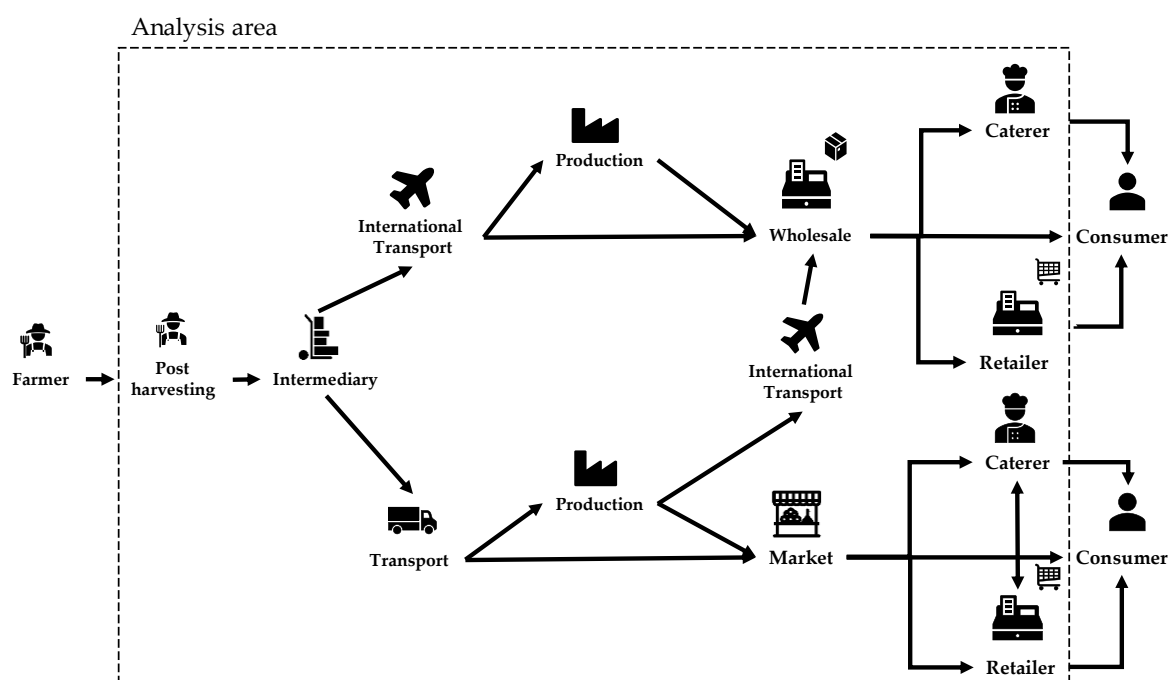 Analysis area
Caterer
Production
International
Transport
Wholesale
Consumer
Farmer
Post
harvesting
Intermediary
International
Transport
Retailer
Caterer
Production
Transport
Market
Consumer
Retailer